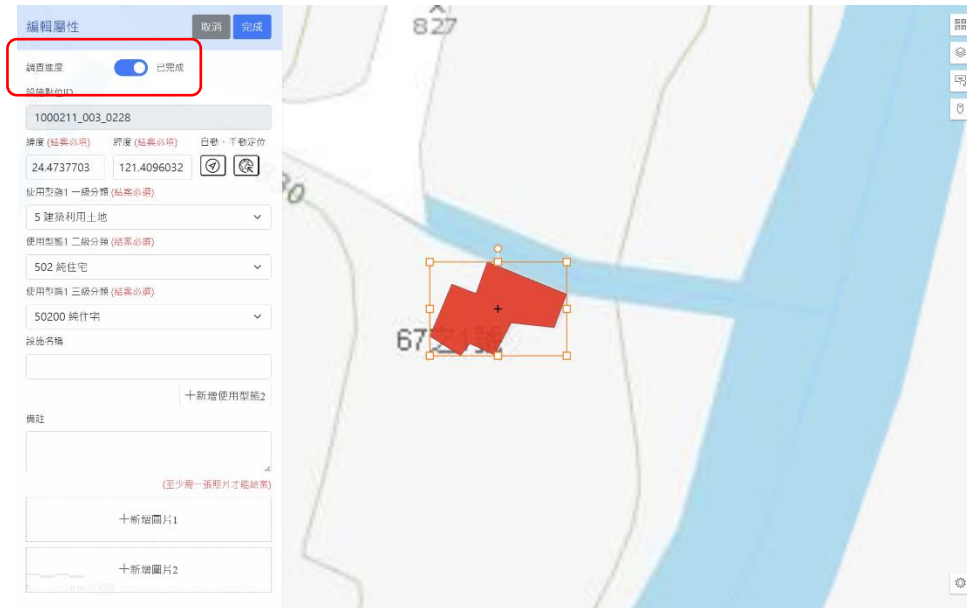 編輯屬性
取消
完成
調查進度
已完成
設施點位ID
1000211_003_0228
緯度 (結案必填)
經度 (結案必填)
自動、手動定位
24.4737703
121.4096032
使用型態1 一級分類 (結案必選)
5 建築利用土地
使用型態1 二級分類 (結案必選)
502 純住宅
使用型態1 三級分類 (結案必選)
50200 純住宅
設施名稱
十新增使用型態2
備註
(至少需一張照片才能結案)
十新增圖片1
十新增圖片2
827
67之1號